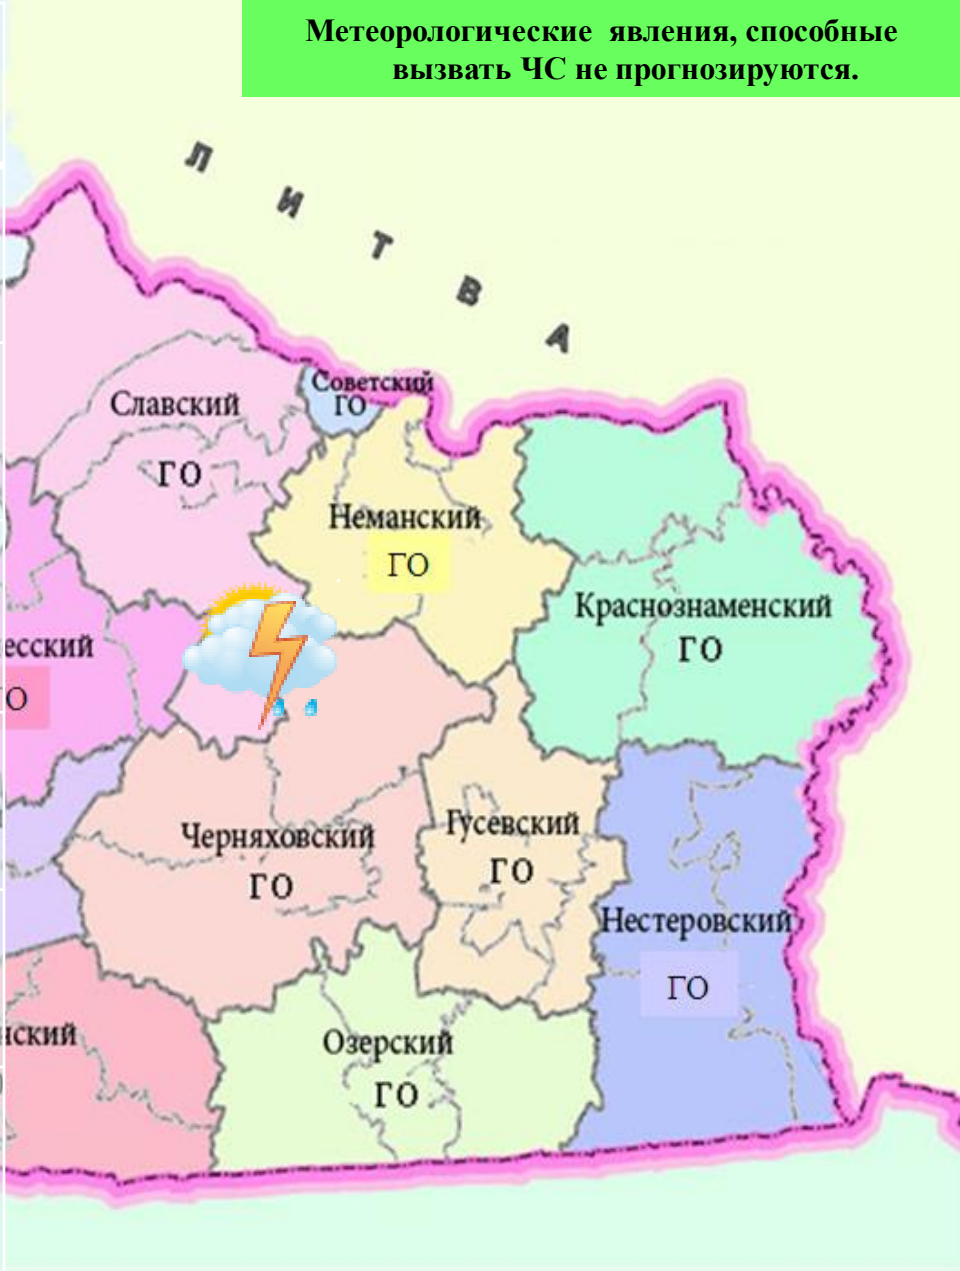 Метеорологические явления, способные
вызвать ЧС не прогнозируются.
ЛИТВА
Советский
ГО
Славский
ГО
Неманский
ГО
Краснознаменский
ГО
есский
О
Гусевский
ГО
Черняховский
ГО
Нестеровский
ГО
нский
Озерский
ГО